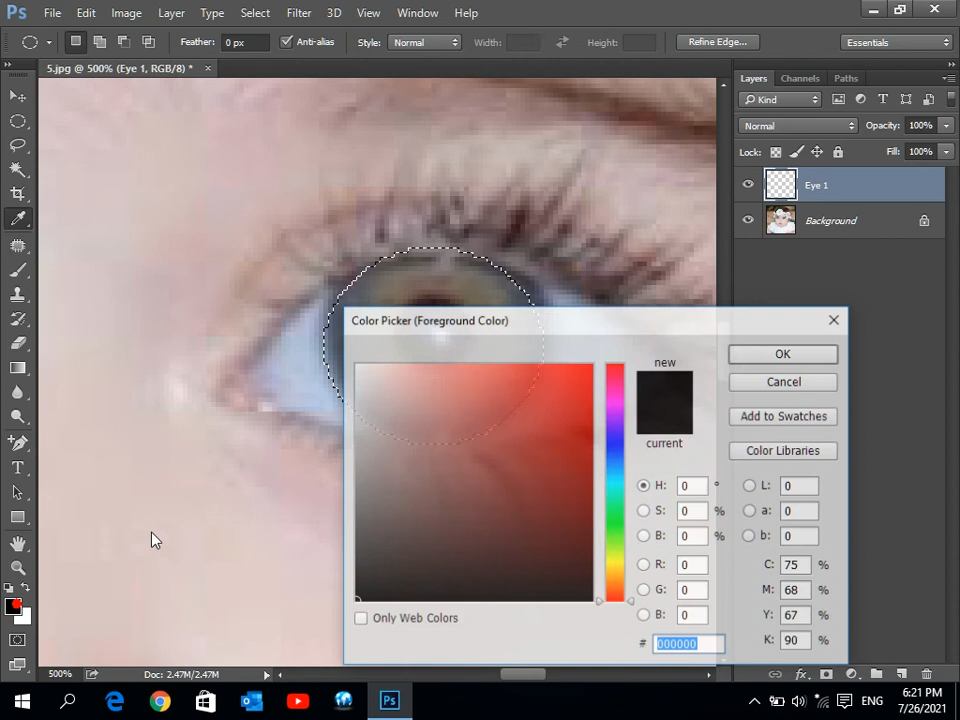 Ps File Edit Image Layer Type Select Filter 3D View Window Help
Feather: 0 px Anti-alias Style: Normal Width: Height: Refine Edge... Essentials
5.jpg @ 500% (Eye 1, RGB/8) * ×
Layers Channels Paths
Kind
Normal Opacity: 100%
Lock: Fill: 100%
Eye 1
Background
Color Picker (Foreground Color)
new
current
OK
Cancel
Add to Swatches
Color Libraries
H: 0 ° L: 0
S: 0 % a: 0
B: 0 % b: 0
R: 0 C: 75 %
G: 0 M: 68 %
B: 0 Y: 67 %
# 000000 K: 90 %
Only Web Colors
500% Doc: 2.47M/2.47M
fx
Ps ENG 6:21 PM
7/26/2021